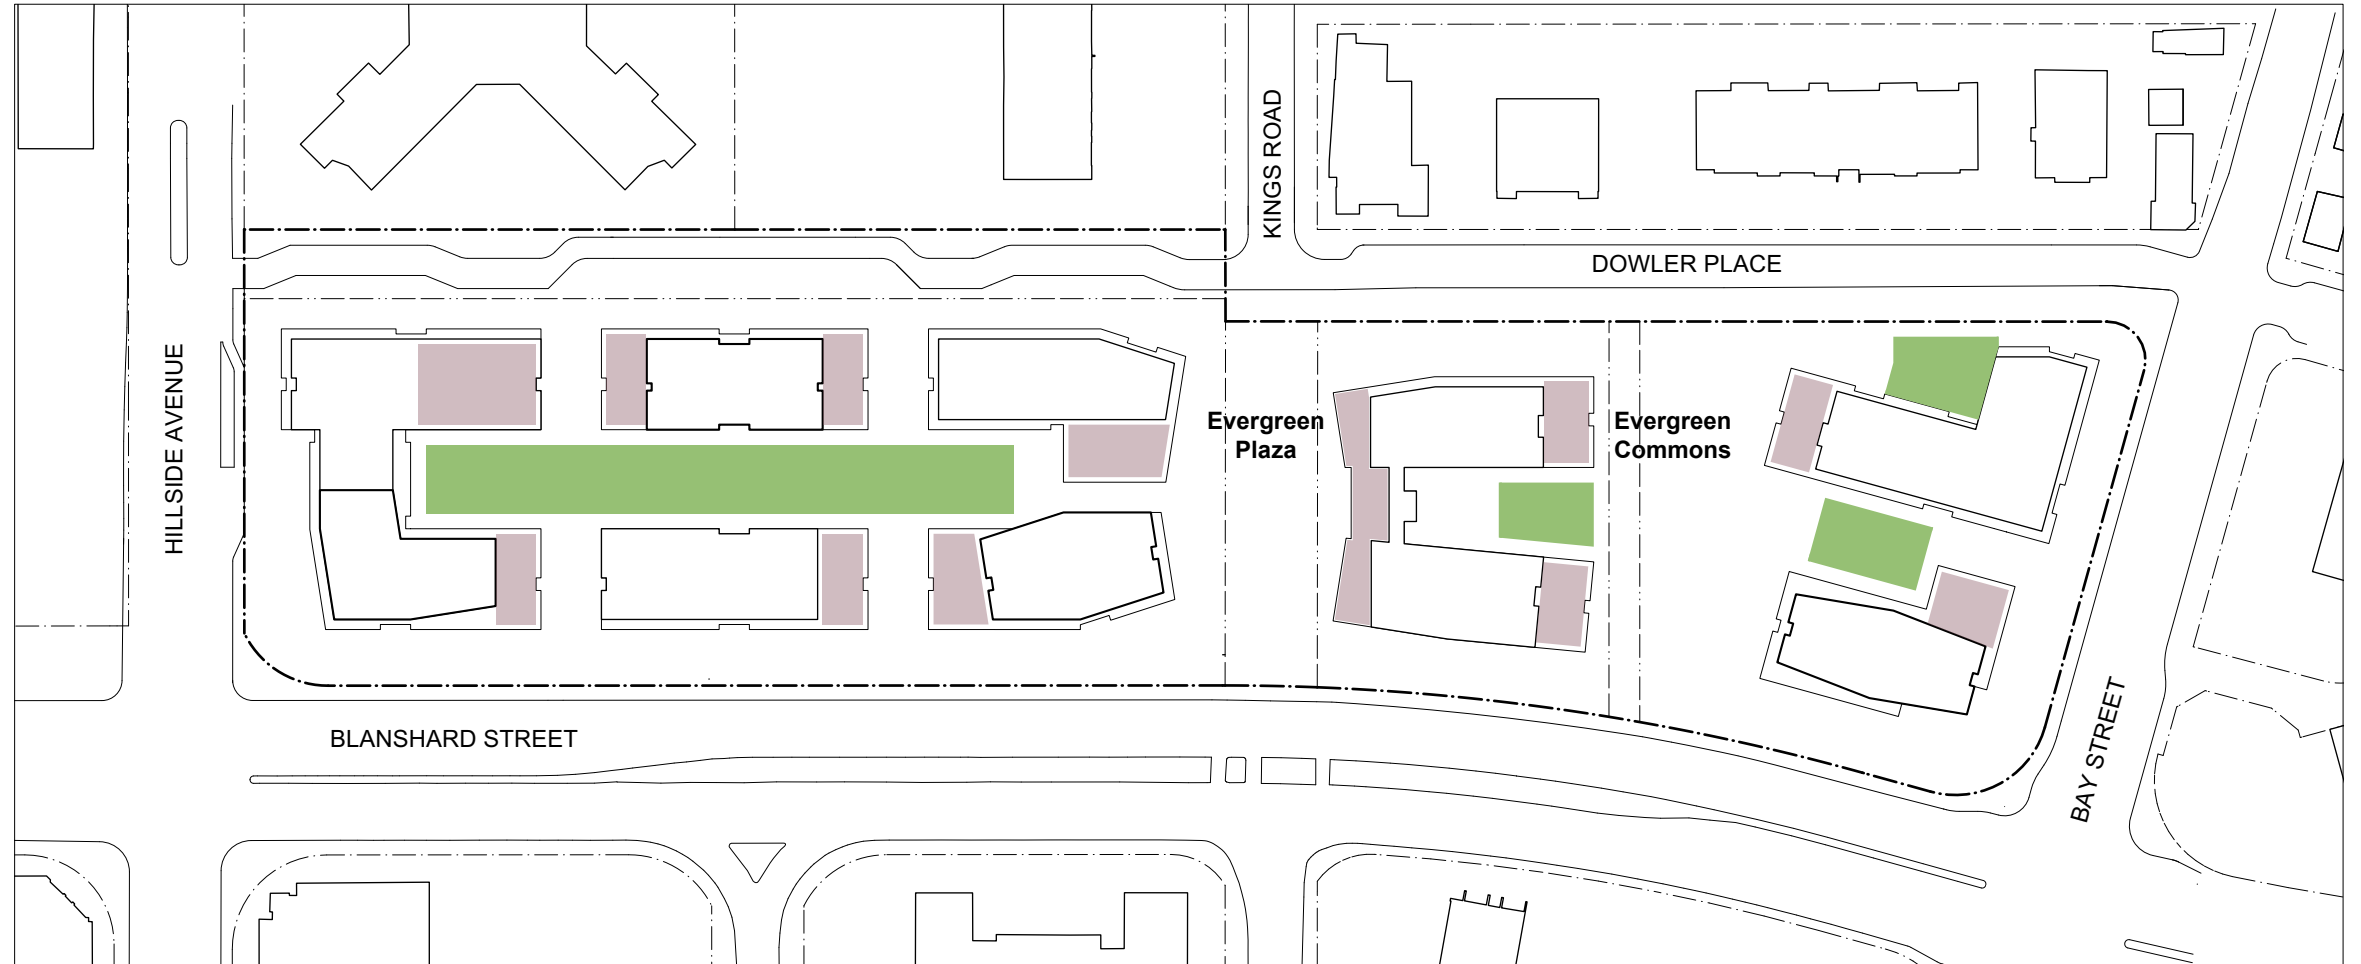 KINGS ROAD
DOWLER PLACE
HILLSIDE AVENUE
Evergreen
Plaza
Evergreen
Commons
BLANSHARD STREET
BAY STREET